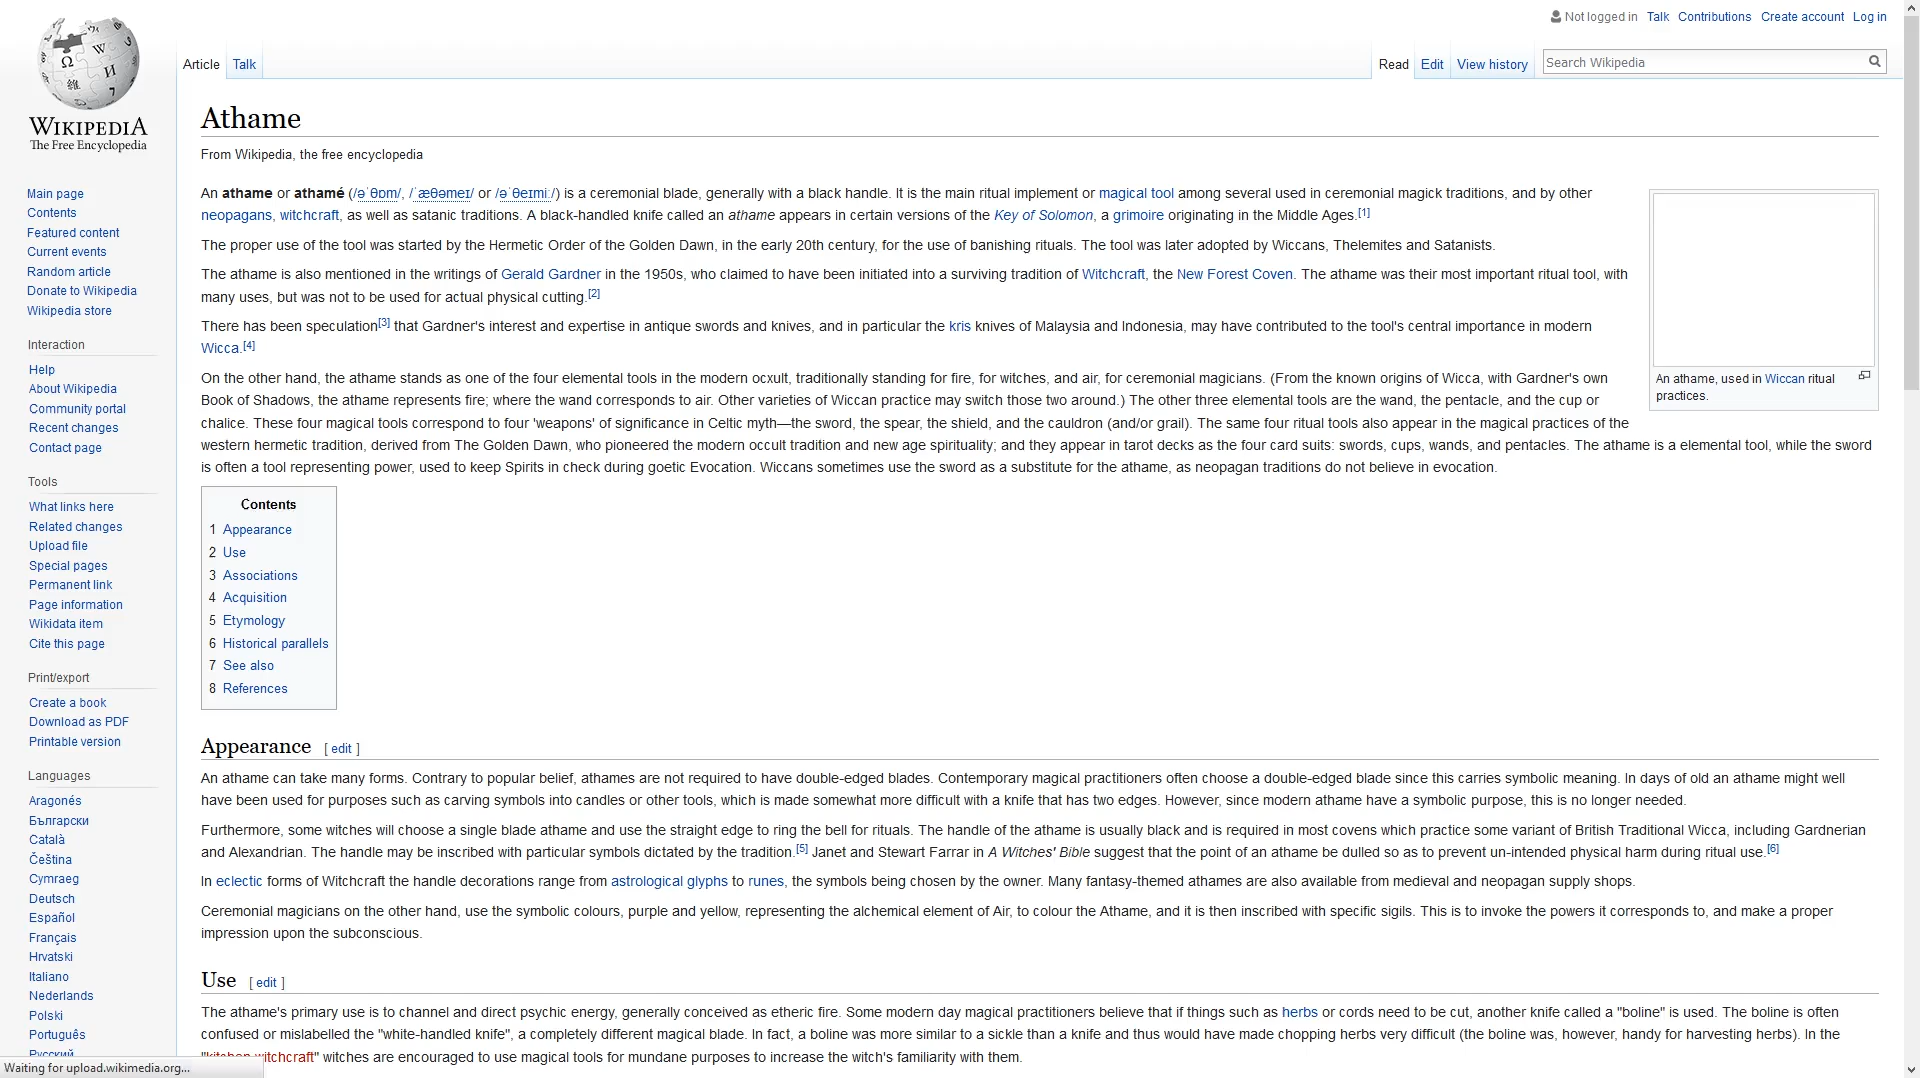 Not logged in Talk Contributions Create account Log in
Article Talk
Read Edit View history Search Wikipedia
WIKIPEDIA
The Free Encyclopedia
Main page
Contents
Featured content
Current events
Random article
Donate to Wikipedia
Wikipedia store
Interaction
Help
About Wikipedia
Community portal
Recent changes
Contact page
Tools
What links here
Related changes
Upload file
Special pages
Permanent link
Page information
Wikidata item
Cite this page
Print/export
Create a book
Download as PDF
Printable version
Languages
Aragonés
Български
Català
Čeština
Cymraeg
Deutsch
Español
Français
Hrvatski
Italiano
Nederlands
Polski
Português
Русский
Athame
From Wikipedia, the free encyclopedia
An athame or athamé (/əˈθɒm/, /ˈæθəmeɪ/ or /əˈθeɪmiː/) is a ceremonial blade, generally with a black handle. It is the main ritual implement or magical tool among several used in ceremonial magick traditions, and by other
neopagans, witchcraft, as well as satanic traditions. A black-handled knife called an athame appears in certain versions of the Key of Solomon, a grimoire originating in the Middle Ages.[1]
The proper use of the tool was started by the Hermetic Order of the Golden Dawn, in the early 20th century, for the use of banishing rituals. The tool was later adopted by Wiccans, Thelemites and Satanists.
The athame is also mentioned in the writings of Gerald Gardner in the 1950s, who claimed to have been initiated into a surviving tradition of Witchcraft, the New Forest Coven. The athame was their most important ritual tool, with
many uses, but was not to be used for actual physical cutting.[2]
There has been speculation[3] that Gardner's interest and expertise in antique swords and knives, and in particular the kris knives of Malaysia and Indonesia, may have contributed to the tool's central importance in modern
Wicca.[4]
On the other hand, the athame stands as one of the four elemental tools in the modern ocxult, traditionally standing for fire, for witches, and air, for ceremonial magicians. (From the known origins of Wicca, with Gardner's own
Book of Shadows, the athame represents fire; where the wand corresponds to air. Other varieties of Wiccan practice may switch those two around.) The other three elemental tools are the wand, the pentacle, and the cup or
chalice. These four magical tools correspond to four 'weapons' of significance in Celtic myth—the sword, the spear, the shield, and the cauldron (and/or grail). The same four ritual tools also appear in the magical practices of the
western hermetic tradition, derived from The Golden Dawn, who pioneered the modern occult tradition and new age spirituality; and they appear in tarot decks as the four card suits: swords, cups, wands, and pentacles. The athame is a elemental tool, while the sword
is often a tool representing power, used to keep Spirits in check during goetic Evocation. Wiccans sometimes use the sword as a substitute for the athame, as neopagan traditions do not believe in evocation.
An athame, used in Wiccan ritual
practices.
Contents
1 Appearance
2 Use
3 Associations
4 Acquisition
5 Etymology
6 Historical parallels
7 See also
8 References
Appearance [ edit ]
An athame can take many forms. Contrary to popular belief, athames are not required to have double-edged blades. Contemporary magical practitioners often choose a double-edged blade since this carries symbolic meaning. In days of old an athame might well
have been used for purposes such as carving symbols into candles or other tools, which is made somewhat more difficult with a knife that has two edges. However, since modern athame have a symbolic purpose, this is no longer needed.
Furthermore, some witches will choose a single blade athame and use the straight edge to ring the bell for rituals. The handle of the athame is usually black and is required in most covens which practice some variant of British Traditional Wicca, including Gardnerian
and Alexandrian. The handle may be inscribed with particular symbols dictated by the tradition.[5] Janet and Stewart Farrar in A Witches' Bible suggest that the point of an athame be dulled so as to prevent un-intended physical harm during ritual use.[6]
In eclectic forms of Witchcraft the handle decorations range from astrological glyphs to runes, the symbols being chosen by the owner. Many fantasy-themed athames are also available from medieval and neopagan supply shops.
Ceremonial magicians on the other hand, use the symbolic colours, purple and yellow, representing the alchemical element of Air, to colour the Athame, and it is then inscribed with specific sigils. This is to invoke the powers it corresponds to, and make a proper
impression upon the subconscious.
Use [ edit ]
The athame's primary use is to channel and direct psychic energy, generally conceived as etheric fire. Some modern day magical practitioners believe that if things such as herbs or cords need to be cut, another knife called a "boline" is used. The boline is often
confused or mislabelled the "white-handled knife", a completely different magical blade. In fact, a boline was more similar to a sickle than a knife and thus would have made chopping herbs very difficult (the boline was, however, handy for harvesting herbs). In the
"kitchen witchcraft" witches are encouraged to use magical tools for mundane purposes to increase the witch's familiarity with them.
Waiting for upload.wikimedia.org...